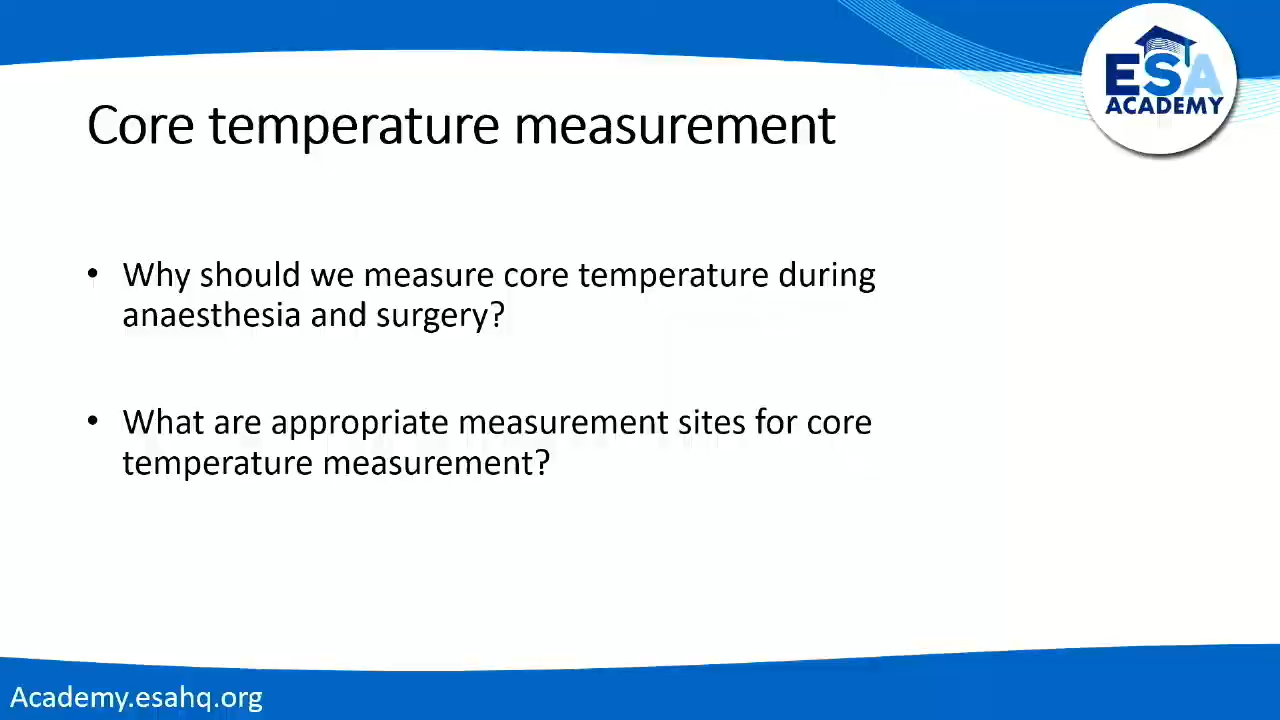 ESA
ACADEMY
Core temperature measurement
• Why should we measure core temperature during
anaesthesia and surgery?
• What are appropriate measurement sites for core
temperature measurement?
Academy.esahq.org